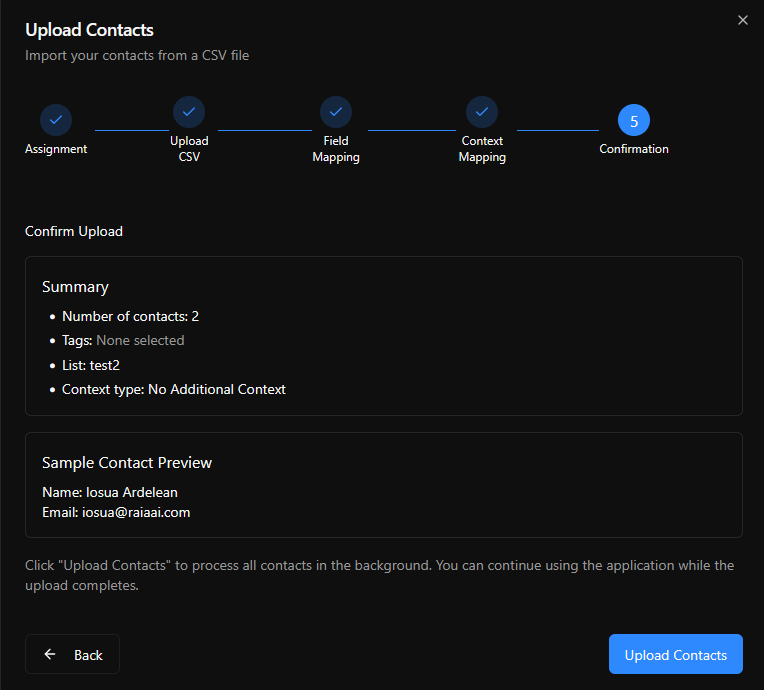 Upload Contacts
Import your contacts from a CSV file
Assignment
Upload
CSV
Field
Mapping
Context
Mapping
5
Confirmation
Confirm Upload
Summary
• Number of contacts: 2
• Tags: None selected
• List: test2
• Context type: No Additional Context
Sample Contact Preview
Name: Iosua Ardelean
Email: iosua@raiaai.com
Click "Upload Contacts" to process all contacts in the background. You can continue using the application while the
upload completes.
Back
Upload Contacts